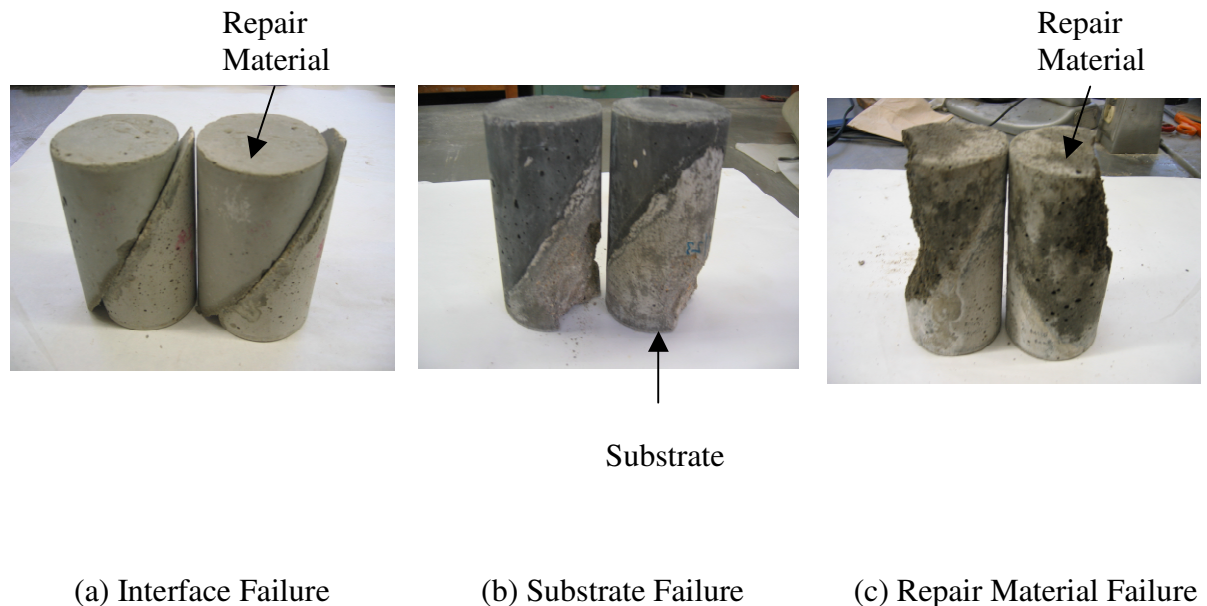 Repair
Material
Repair
Material
Substrate
(a) Interface Failure
(b) Substrate Failure
(c) Repair Material Failure